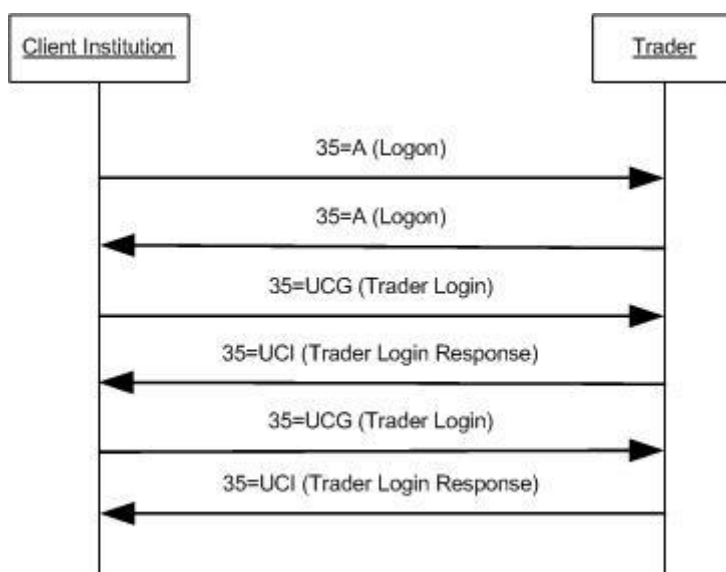 Client Institution
Trader
35=A (Logon)
35=A (Logon)
35=UCG (Trader Login)
35=UCI (Trader Login Response)
35=UCG (Trader Login)
35=UCI (Trader Login Response)